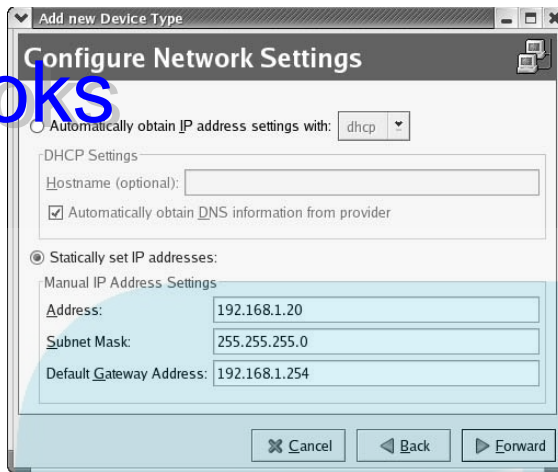 Add new Device Type
Configure Network Settings
oks
Automatically obtain IP address settings with: dhcp
DHCP Settings
Hostname (optional):
Automatically obtain DNS information from provider
Statically set IP addresses:
Manual IP Address Settings
Address: 192.168.1.20
Subnet Mask: 255.255.255.0
Default Gateway Address: 192.168.1.254
Cancel Back Forward